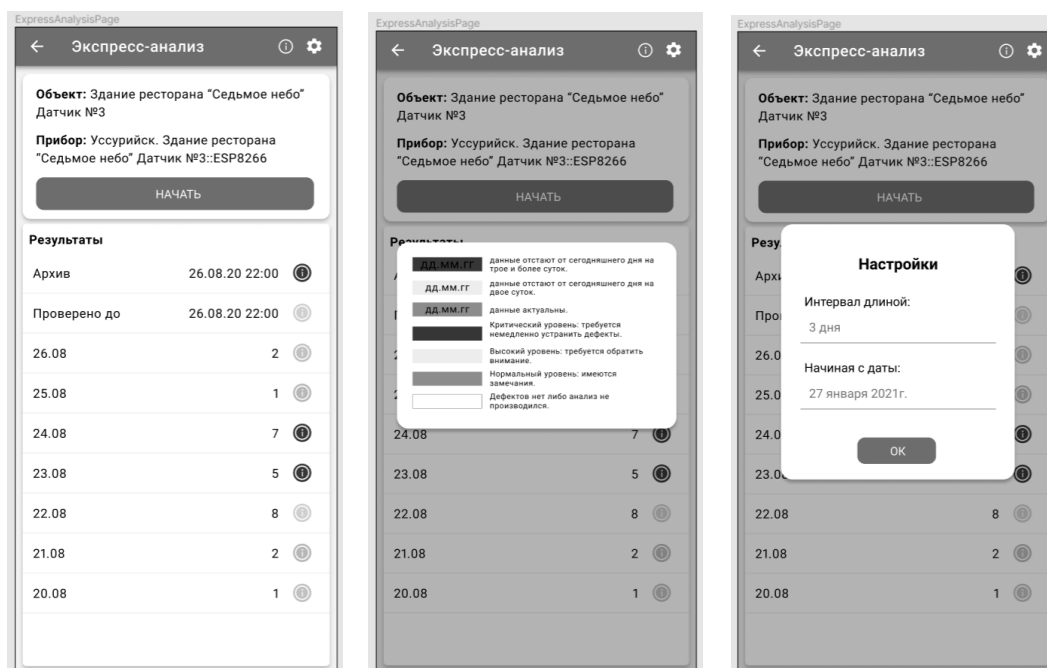 ExpressAnalysisPage
Экспресс-анализ
Объект: Здание ресторана “Седьмое небо”
Датчик №3
Прибор: Уссурийск. Здание ресторана
“Седьмое небо” Датчик №3::ESP8266
НАЧАТЬ
Результаты
Архив 26.08.20 22:00
Проверено до 26.08.20 22:00
26.08 2
25.08 1
24.08 7
23.08 5
22.08 8
21.08 2
20.08 1
ExpressAnalysisPage
Экспресс-анализ
Объект: Здание ресторана “Седьмое небо”
Датчик №3
Прибор: Уссурийск. Здание ресторана
“Седьмое небо” Датчик №3::ESP8266
НАЧАТЬ
Результаты
дд.мм.гг данные отстают от сегодняшнего дня на
трое и более суток.
дд.мм.гг данные отстают от сегодняшнего дня на
двое суток.
дд.мм.гг данные актуальны.
Критический уровень: требуется
немедленно устранить дефекты.
Высокий уровень: требуется обратить
внимание.
Нормальный уровень: имеются
замечания.
Дефектов нет либо анализ не
производился.
24.08 7
23.08 5
22.08 8
21.08 2
20.08 1
ExpressAnalysisPage
Экспресс-анализ
Объект: Здание ресторана “Седьмое небо”
Датчик №3
Прибор: Уссурийск. Здание ресторана
“Седьмое небо” Датчик №3::ESP8266
НАЧАТЬ
Настройки
Интервал длиной:
3 дня
Начиная с даты:
27 января 2021г.
ОК
22.08 8
21.08 2
20.08 1